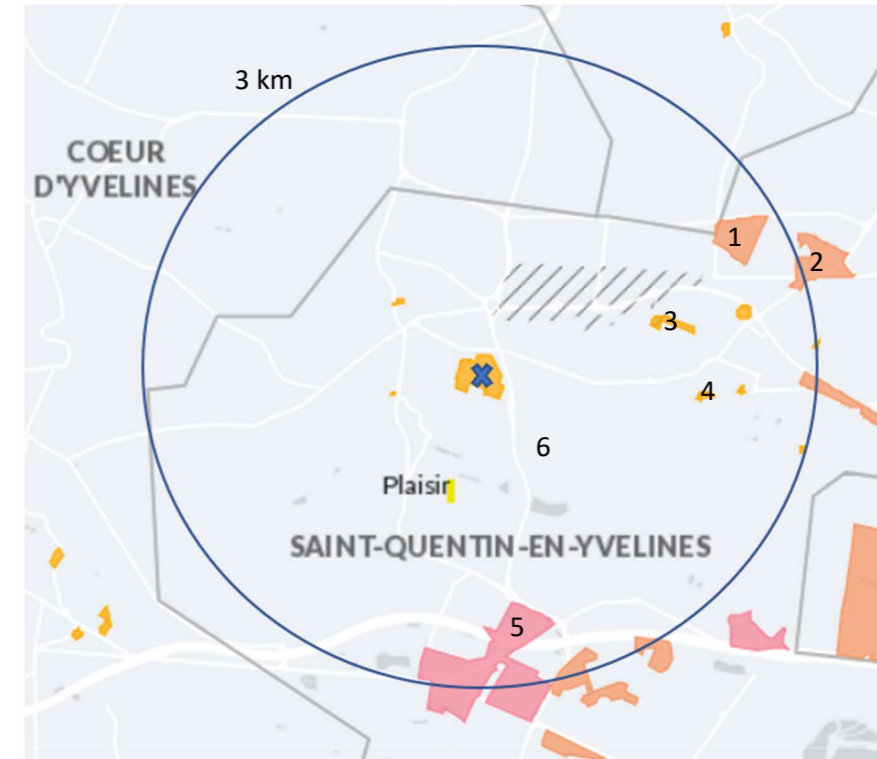 3 km
COEUR
D'YVELINES
1
2
3
4
6
Plaisir
SAINT-QUENTIN-EN-YVELINES
5